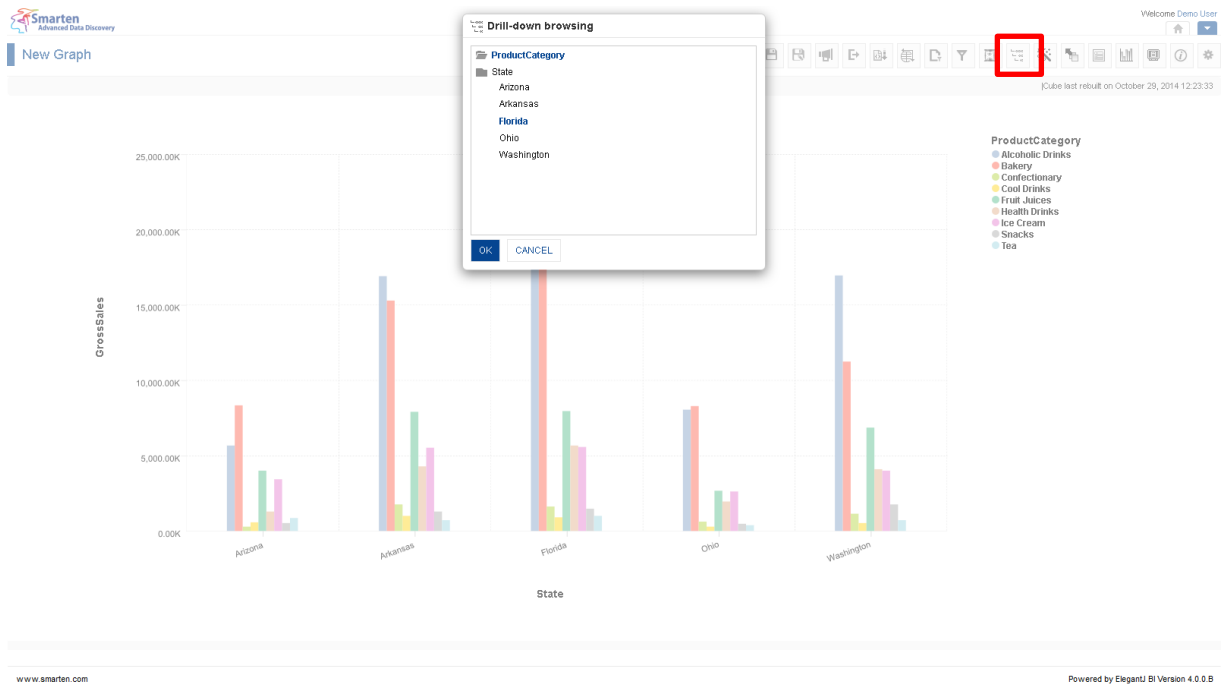 Smarten
Advanced Data Discovery
Welcome Demo User
New Graph
Drill-down browsing
ProductCategory
State
Arizona
Arkansas
Florida
Ohio
Washington
OK CANCEL
Cube last rebuilt on October 29, 2014 12:23:33
ProductCategory
Alcoholic Drinks
Bakery
Confectionary
Cool Drinks
Fruit Juices
Health Drinks
Ice Cream
Snacks
Tea
GrossSales
25,000.00K
20,000.00K
15,000.00K
10,000.00K
5,000.00K
0.00K
Arizona Arkansas Florida Ohio Washington
State
www.smarten.com
Powered by ElegantJ BI Version 4.0.0.B